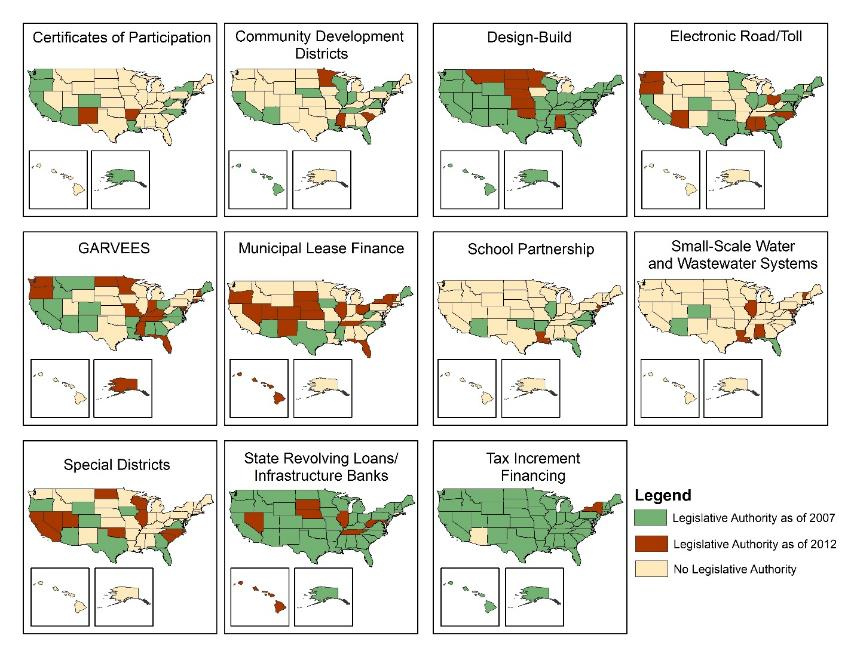 Certificates of Participation
Community Development
Districts
Design-Build
Electronic Road/Toll
GARVEES
Municipal Lease Finance
School Partnership
Small-Scale Water
and Wastewater Systems
Special Districts
State Revolving Loans/
Infrastructure Banks
Tax Increment
Financing
Legend
Legislative Authority as of 2007
Legislative Authority as of 2012
No Legislative Authority